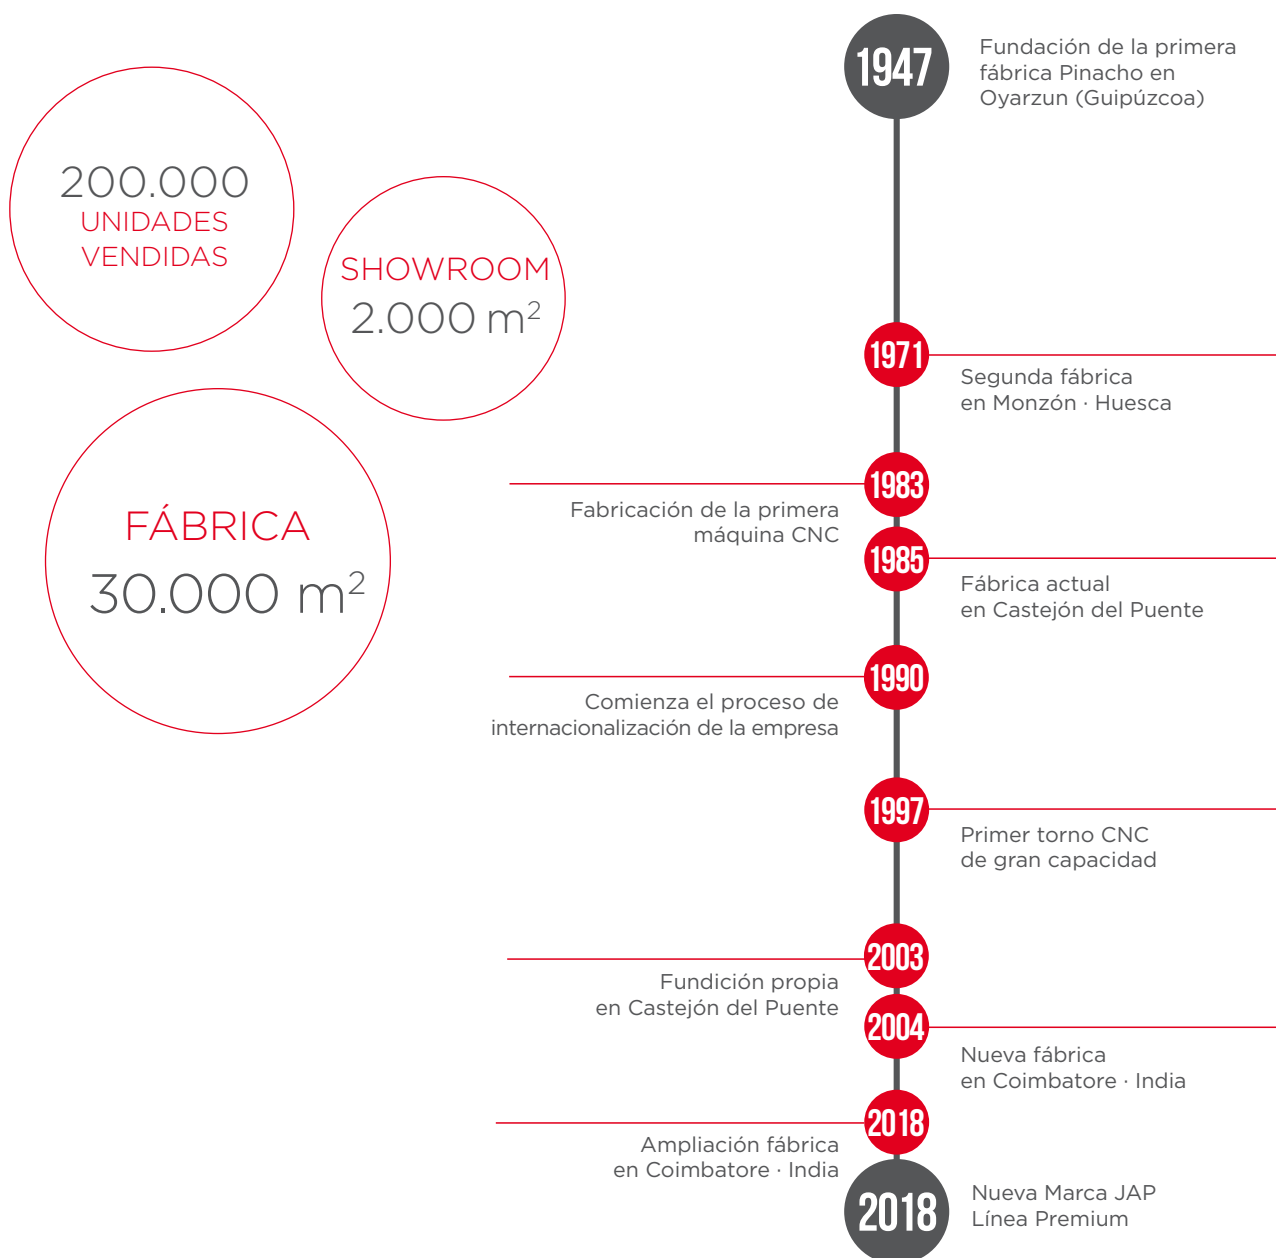 200.000
UNIDADES
VENDIDAS
SHOWROOM
2.000 m²
FÁBRICA
30.000 m²
1947
Fundación de la primera
fábrica Pinacho en
Oyarzun (Guipúzcoa)
1971
Segunda fábrica
en Monzón · Huesca
1983
Fabricación de la primera
máquina CNC
1985
Fábrica actual
en Castejón del Puente
1990
Comienza el proceso de
internacionalización de la empresa
1997
Primer torno CNC
de gran capacidad
2003
Fundición propia
en Castejón del Puente
2004
Nueva fábrica
en Coimbatore · India
2018
Ampliación fábrica
en Coimbatore · India
2018
Nueva Marca JAP
Línea Premium